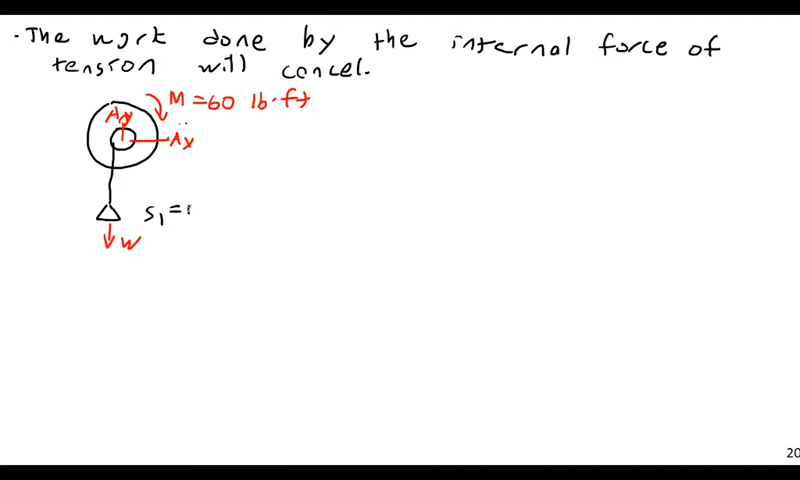 · The work done by the internal force of
tension will cancel.
M = 60 lb·ft
Ay
Ax
s₁ =
W
20